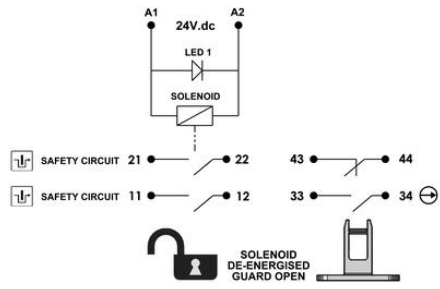 A1 A2
24V.dc
LED 1
SOLENOID
SAFETY CIRCUIT 21 22 43 44
SAFETY CIRCUIT 11 12 33 34
SOLENOID
DE-ENERGISED
GUARD OPEN